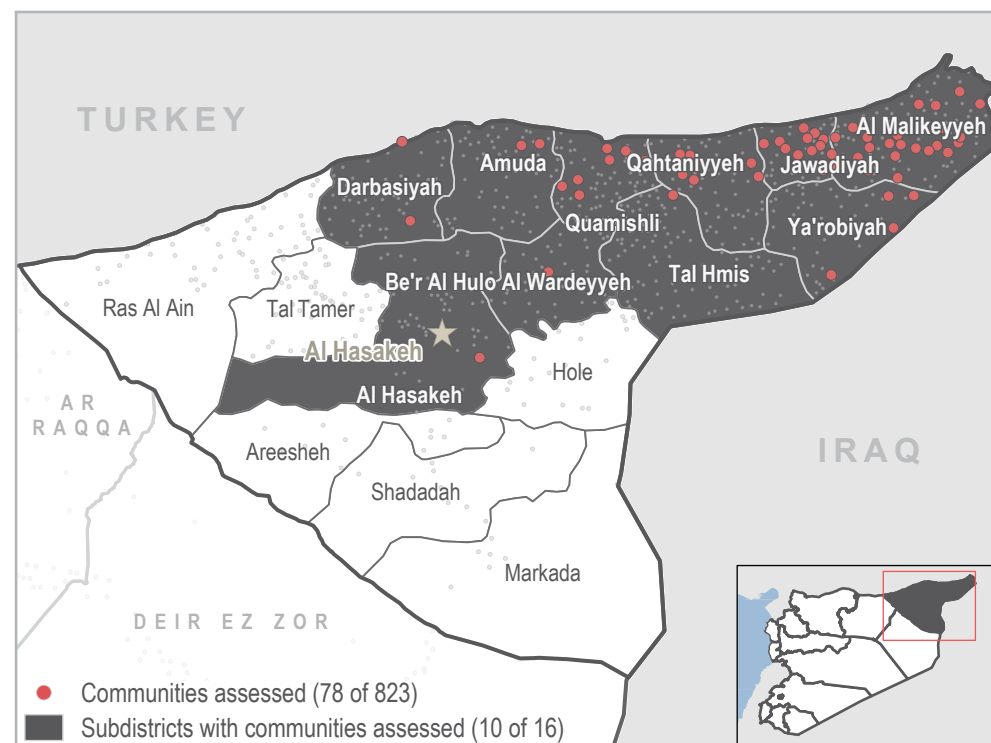 TURKEY
Al Malikeyyeh
Amuda
Qahtaniyyeh
Jawadiyah
Darbasiyah
Quamishli
Ya'robiyah
Tal Hmis
Be'r Al Hulo Al Wardeyyeh
Ras Al Ain
Tal Tamer
Al Hasakeh
Hole
Al Hasakeh
AR
RAQQA
Areesheh
IRAQ
Shadadah
Markada
DEIR EZ ZOR
Communities assessed (78 of 823)
Subdistricts with communities assessed (10 of 16)